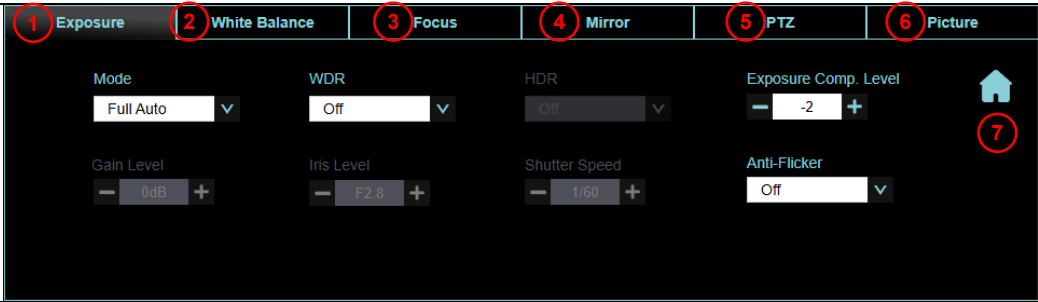 1 Exposure 2 White Balance 3 Focus 4 Mirror 5 PTZ 6 Picture
Mode WDR HDR Exposure Comp. Level
Full Auto Off Off -2
7
Gain Level Iris Level Shutter Speed Anti-Flicker
0dB F2.8 1/60 Off